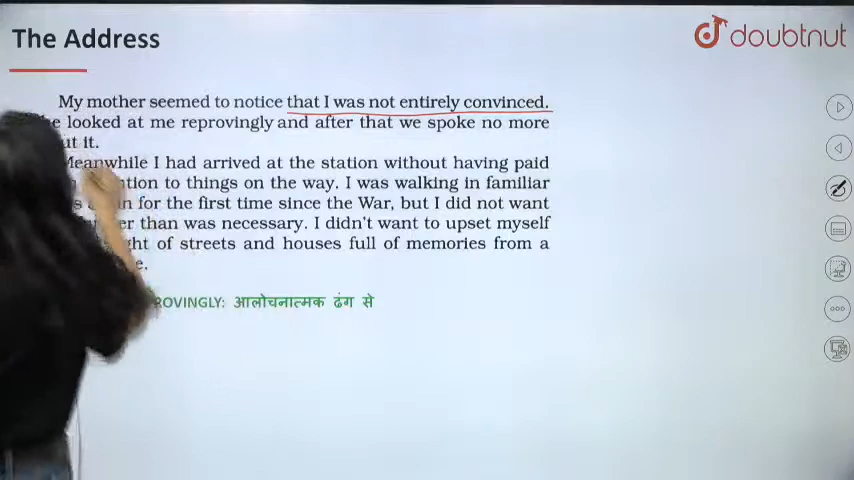 The Address
doubtnut
My mother seemed to notice that I was not entirely convinced.
looked at me reprovingly and after that we spoke no more
it.
Meanwhile I had arrived at the station without having paid
to things on the way. I was walking in familiar
for the first time since the War, but I did not want
than was necessary. I didn't want to upset myself
of streets and houses full of memories from a
ROVINGLY: आलोचनात्मक ढंग से